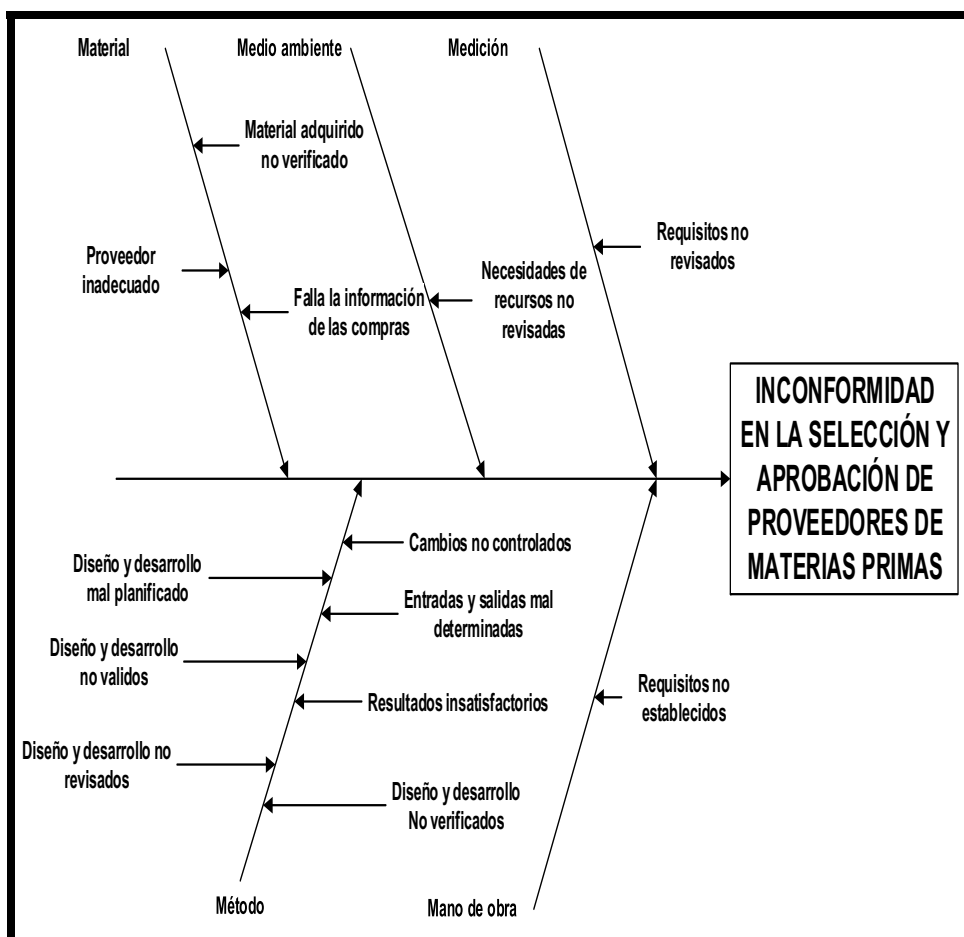 Material
Medio ambiente
Medición
Material adquirido
no verificado
Proveedor
inadecuado
Falla la información
de las compras
Necesidades de
recursos no
revisadas
Requisitos no
revisados
INCONFORMIDAD
EN LA SELECCIÓN Y
APROBACIÓN DE
PROVEEDORES DE
MATERIAS PRIMAS
Cambios no controlados
Diseño y desarrollo
mal planificado
Entradas y salidas mal
determinadas
Diseño y desarrollo
no validos
Resultados insatisfactorios
Requisitos no
establecidos
Diseño y desarrollo no
revisados
Diseño y desarrollo
No verificados
Método
Mano de obra